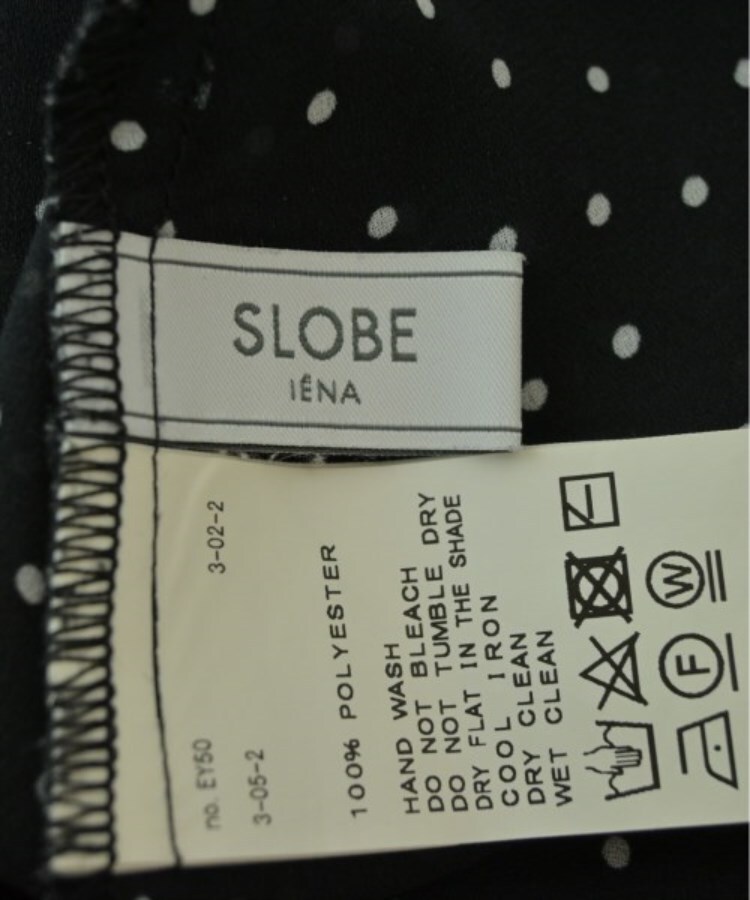 SLOBE
IÉNA
no. EY50
3-02-2
3-05-2
100% POLYESTER
HAND WASH
DO NOT BLEACH
DO NOT TUMBLE DRY
DRY FLAT IN THE SHADE
COOL IRON
DRY CLEAN
WET CLEAN
F
W